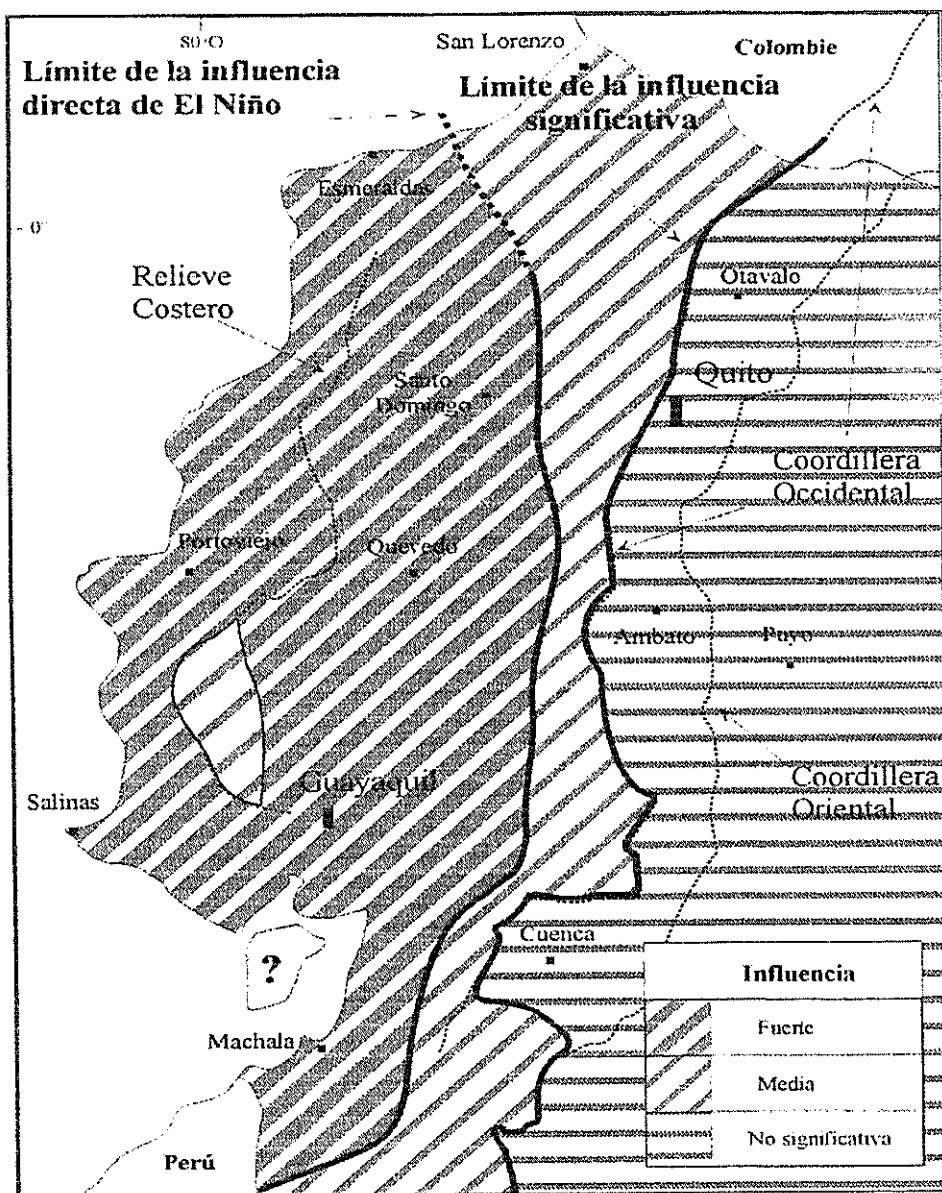 80·O
San Lorenzo
Colombie
Límite de la influencia
directa de El Niño
Límite de la influencia
significativa
Esmeraldas
- 0°
Otavalo
Relieve
Costero
Santo
Domingo
Quito
Coordillera
Occidental
Portoviejo
Quevedo
Ambato
Puyo
Guayaquil
Salinas
Coordillera
Oriental
Cuenca
?
Influencia
Fuerte
Machala
Media
No significativa
Perú